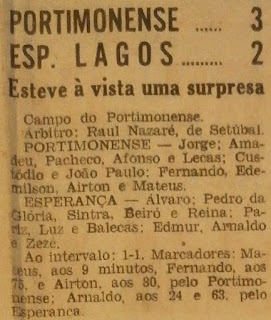 PORTIMONENSE ...... 3
ESP. LAGOS ......... 2
Esteve à vista uma surpresa
Campo do Portimonense.
Árbitro: Raul Nazaré, de Setúbal.
PORTIMONENSE — Jorge; Ama-
deu, Pacheco, Afonso e Lecas; Cus-
tódio e João Paulo; Fernando, Ede-
milson, Airton e Mateus.
ESPERANÇA — Álvaro; Pedro da
Glória, Sintra, Beiró e Reina; Pa-
riz, Luz e Balecas; Edmur, Arnaldo
e Zezé.
Ao intervalo: 1-1. Marcadores: Ma-
teus, aos 9 minutos, Fernando, aos
75, e Airton, aos 80, pelo Portimo-
nense; Arnaldo, aos 24 e 63, pelo
Esperança.